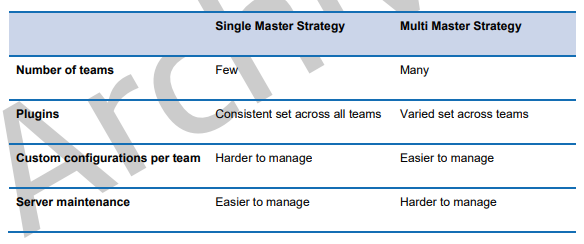 Single Master Strategy Multi Master Strategy
Number of teams Few Many
Plugins Consistent set across all teams Varied set across teams
Custom configurations per team Harder to manage Easier to manage
Server maintenance Easier to manage Harder to manage